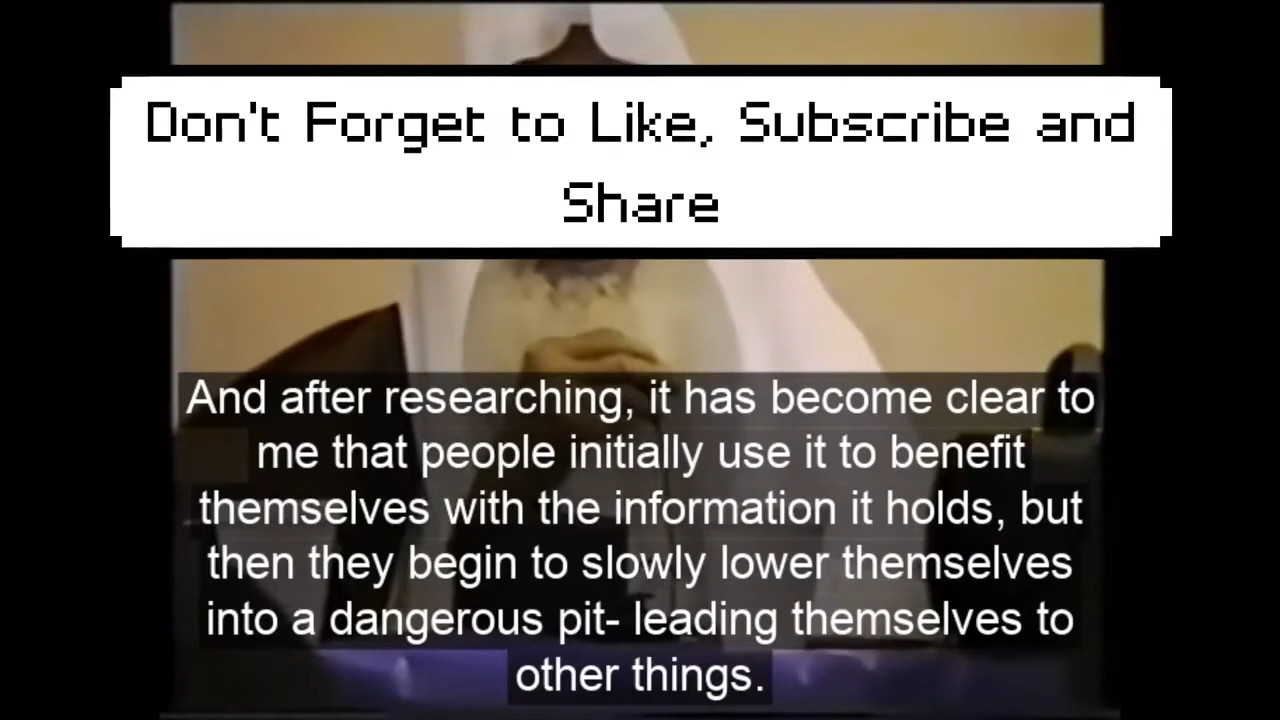 Don't Forget to Like, Subscribe and
Share
And after researching, it has become clear to
me that people initially use it to benefit
themselves with the information it holds, but
then they begin to slowly lower themselves
into a dangerous pit- leading themselves to
other things.